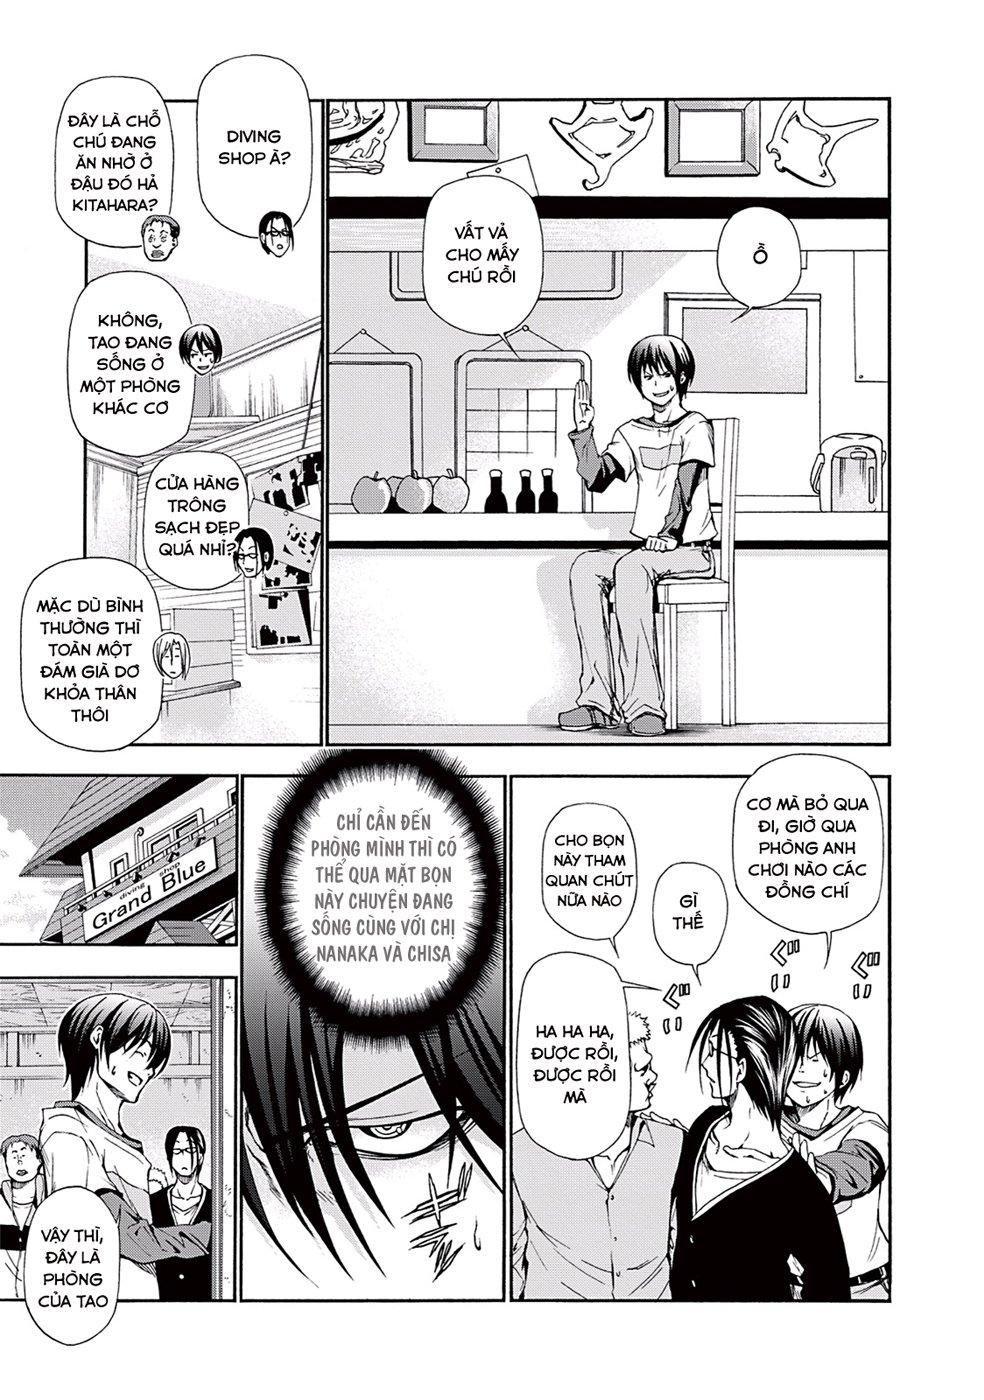 Ồ
VẤT VẢ
CHO MẤY
CHÚ RỒI
DIVING
SHOP À?
ĐÂY LÀ CHỖ
CHÚ ĐANG
ĂN NHỜ Ở
ĐẬU ĐÓ HẢ
KITAHARA?
KHÔNG,
TAO ĐANG
SỐNG Ở
MỘT PHÒNG
KHÁC CƠ
CỬA HÀNG
TRÔNG
SẠCH ĐẸP
QUÁ NHỈ?
MẶC DÙ BÌNH
THƯỜNG THÌ
TOÀN MỘT
ĐÁM GIÀ DƠ
KHỎA THÂN
THÔI
CƠ MÀ BỎ QUA
ĐI, GIỜ QUA
PHÒNG ANH
CHƠI NÀO CÁC
ĐỒNG CHÍ
GÌ
THẾ
CHO BỌN
NÀY THAM
QUAN CHÚT
NỮA NÀO
HA HA HA,
ĐƯỢC RỒI,
ĐƯỢC RỒI
MÀ
ぐ゙
ぐ゙
ぐ゙
CHỈ CẦN ĐẾN
PHÒNG MÌNH THÌ CÓ
THỂ QUA MẶT BỌN
NÀY CHUYỆN ĐANG
SỐNG CÙNG VỚI CHỊ
NANAKA VÀ CHISA
diving shop
Grand Blue
VẬY THÌ,
ĐÂY LÀ
PHÒNG
CỦA TAO